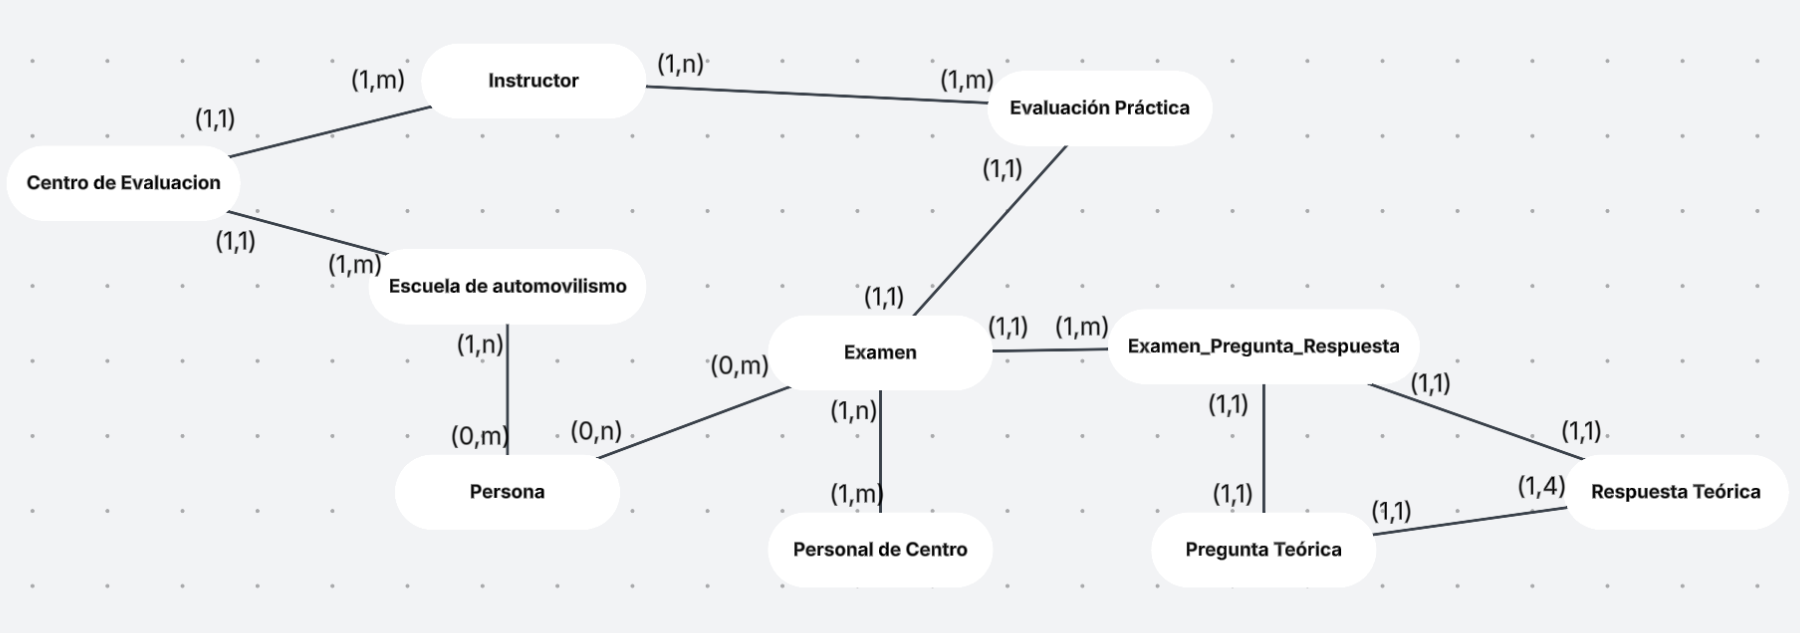 Instructor
(1,n)
(1,m)
(1,m)
Evaluación Práctica
(1,1)
Centro de Evaluacion
(1,1)
(1,1)
(1,m)
Escuela de automovilismo
(1,1)
(1,n)
(0,m)
Examen
(1,1)
(1,m)
Examen_Pregunta_Respuesta
(1,n)
(1,1)
(1,1)
(0,m)
(0,n)
(1,1)
Persona
(1,m)
(1,1)
(1,1)
(1,4)
Respuesta Teórica
Personal de Centro
Pregunta Teórica